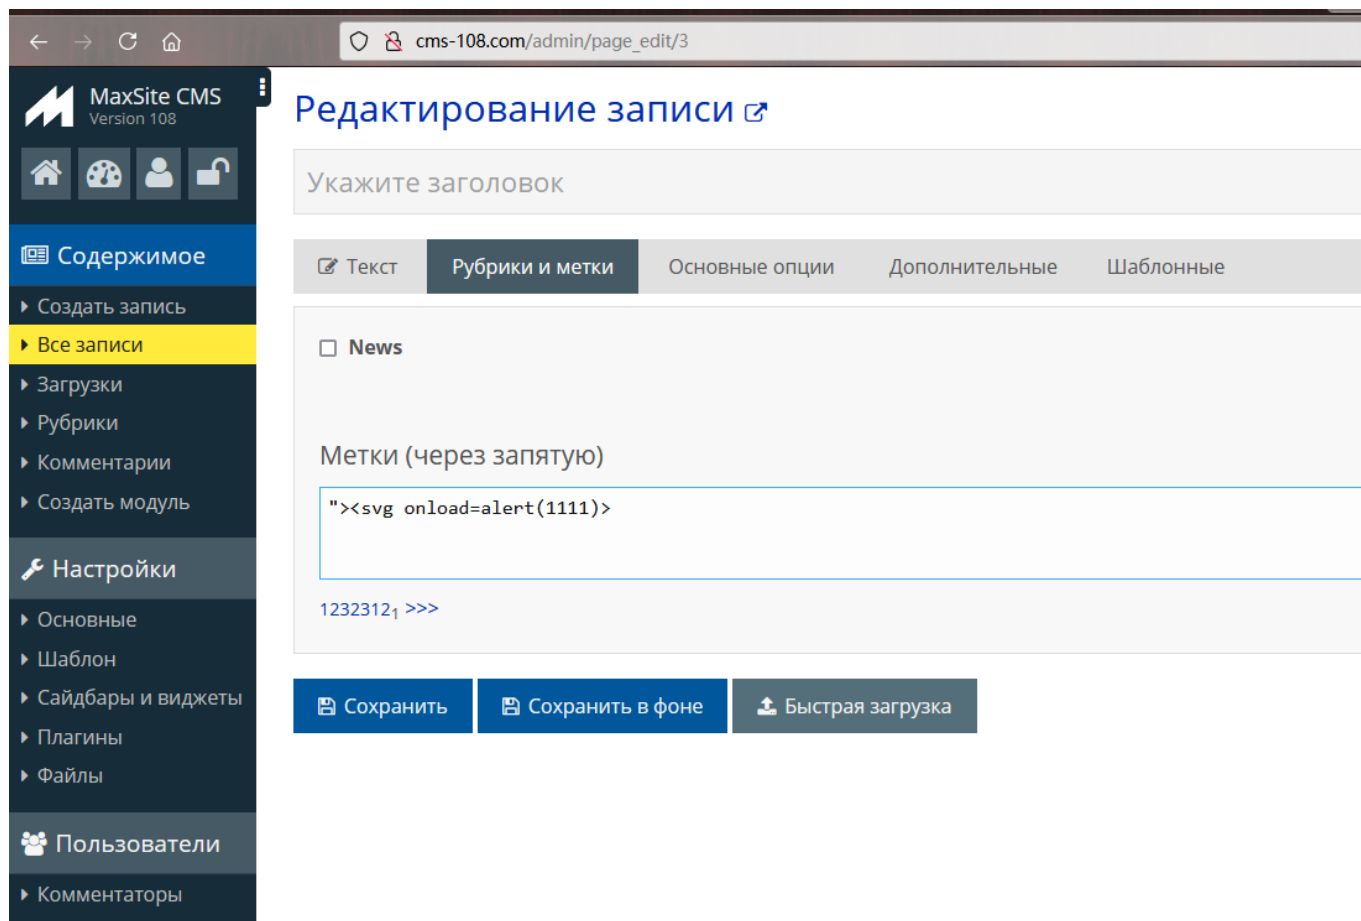 cms-108.com/admin/page_edit/3
MaxSite CMS
Version 108
Содержимое
Создать запись
Все записи
Загрузки
Рубрики
Комментарии
Создать модуль
Настройки
Основные
Шаблон
Сайдбары и виджеты
Плагины
Файлы
Пользователи
Комментаторы
Редактирование записи
Укажите заголовок
Текст Рубрики и метки Основные опции Дополнительные Шаблонные
News
Метки (через запятую)
"><svg onload=alert(1111)>
1232312₁ >>>
Сохранить Сохранить в фоне Быстрая загрузка